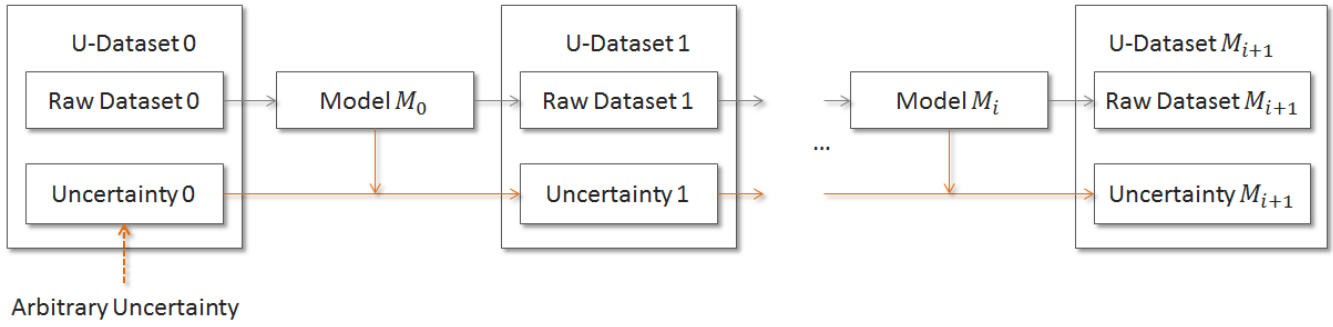 U-Dataset 0
Raw Dataset 0
Uncertainty 0
Arbitrary Uncertainty
Model M₀
U-Dataset 1
Raw Dataset 1
Uncertainty 1
...
Model Mᵢ
U-Dataset Mᵢ₊₁
Raw Dataset Mᵢ₊₁
Uncertainty Mᵢ₊₁